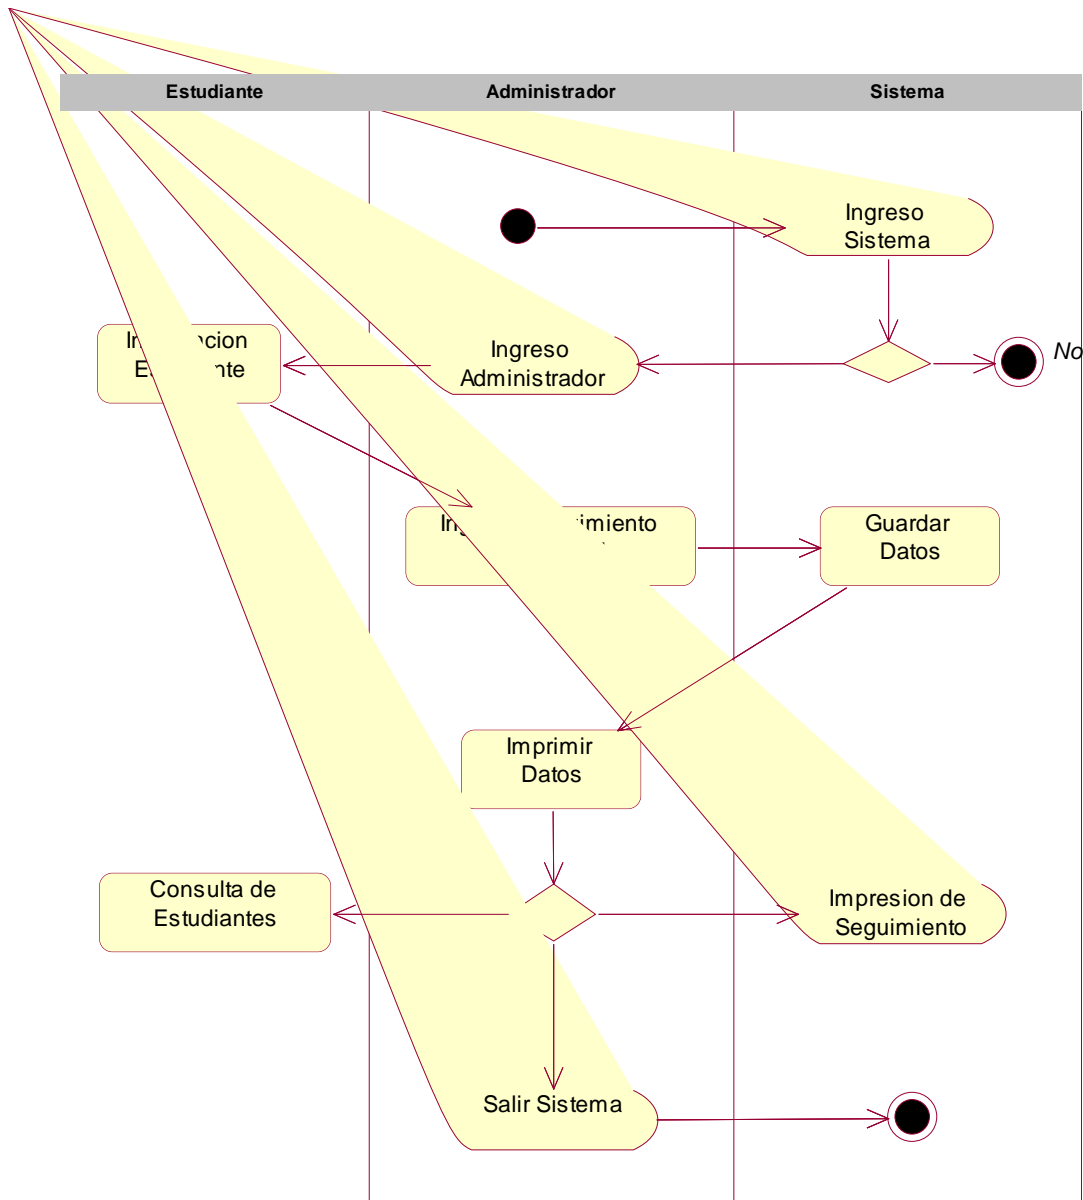 Estudiante
Administrador
Sistema
Ingreso
Sistema
No
Ingreso
Administrador
Guardar
Datos
Imprimir
Datos
Consulta de
Estudiantes
Impresion de
Seguimiento
Salir Sistema